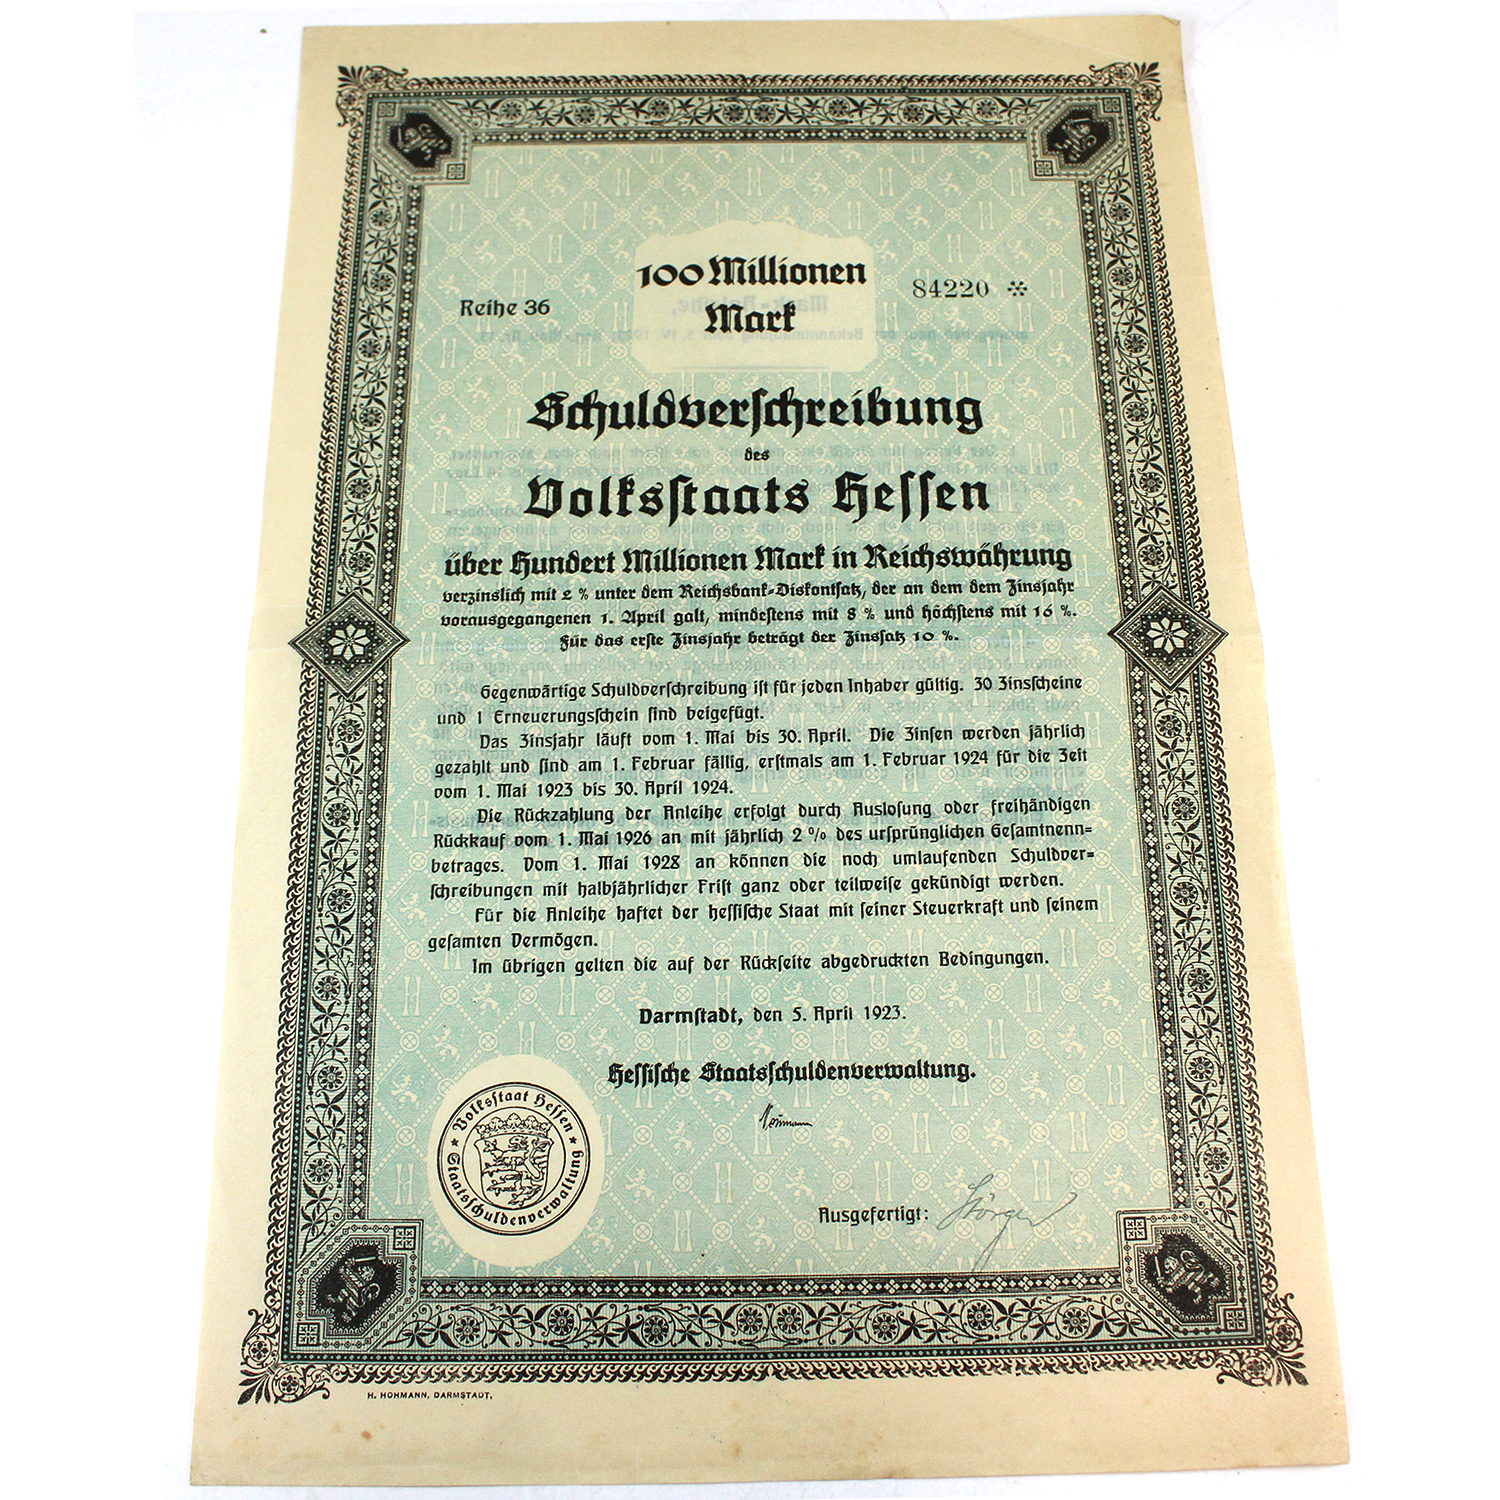 100 Millionen
Mark
Reihe 36
84220 *
Schuldverschreibung
des
Volksstaats Hessen
über Hundert Millionen Mark in Reichswährung
verzinslich mit 2 % unter dem Reichsbank-Diskontsatz, der an dem dem Zinsjahr
vorausgegangenen 1. April galt, mindestens mit 8 % und höchstens mit 16 %.
Für das erste Zinsjahr beträgt der Zinssatz 10 %.
Gegenwärtige Schuldverschreibung ist für jeden Inhaber gültig. 30 Zinsscheine
und 1 Erneuerungsschein sind beigefügt.
Das Zinsjahr läuft vom 1. Mai bis 30. April. Die Zinsen werden jährlich
gezahlt und sind am 1. Februar fällig, erstmals am 1. Februar 1924 für die Zeit
vom 1. Mai 1923 bis 30. April 1924.
Die Rückzahlung der Anleihe erfolgt durch Auslosung oder freihändigen
Rückkauf vom 1. Mai 1926 an mit jährlich 2 % des ursprünglichen Gesamtnenn-
betrages. Vom 1. Mai 1928 an können die noch umlaufenden Schuldver-
schreibungen mit halbjährlicher Frist ganz oder teilweise gekündigt werden.
Für die Anleihe haftet der hessische Staat mit seiner Steuerkraft und seinem
gesamten Vermögen.
Im übrigen gelten die auf der Rückseite abgedruckten Bedingungen.
Darmstadt, den 5. April 1923.
Hessische Staatsschuldenverwaltung.
Volksstaat Hessen
Staatsschuldenverwaltung
Ausgefertigt:
H. HOHMANN, DARMSTADT,